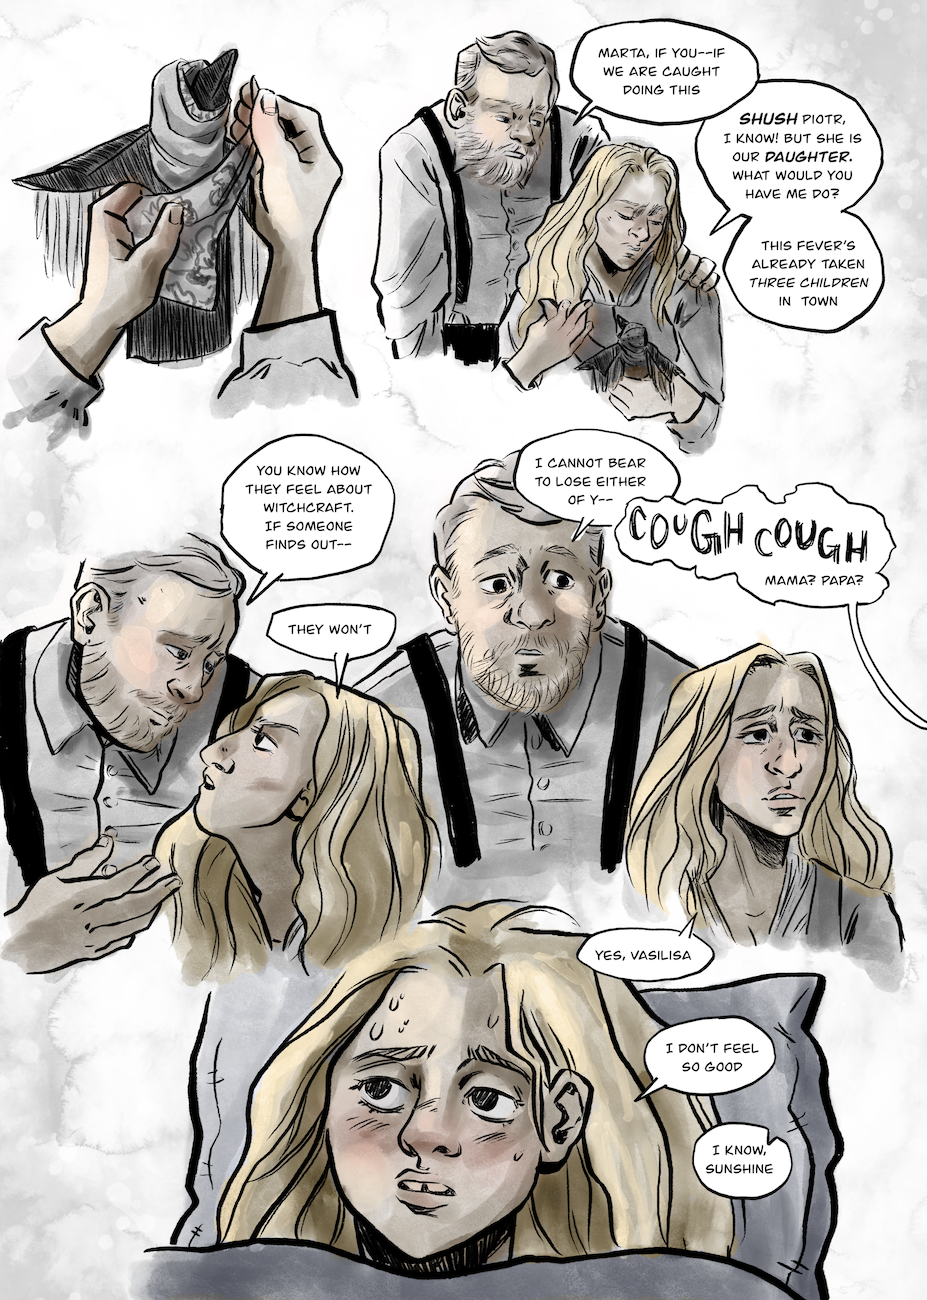 MARTA, IF YOU--IF
WE ARE CAUGHT
DOING THIS
SHUSH PIOTR,
I KNOW! BUT SHE IS
OUR DAUGHTER.
WHAT WOULD YOU
HAVE ME DO?
THIS FEVER'S
ALREADY TAKEN
THREE CHILDREN
IN TOWN
YOU KNOW HOW
THEY FEEL ABOUT
WITCHCRAFT.
IF SOMEONE
FINDS OUT--
THEY WON'T
I CANNOT BEAR
TO LOSE EITHER
OF Y--
COUGH COUGH
MAMA? PAPA?
YES, VASILISA
I DON'T FEEL
SO GOOD
I KNOW,
SUNSHINE